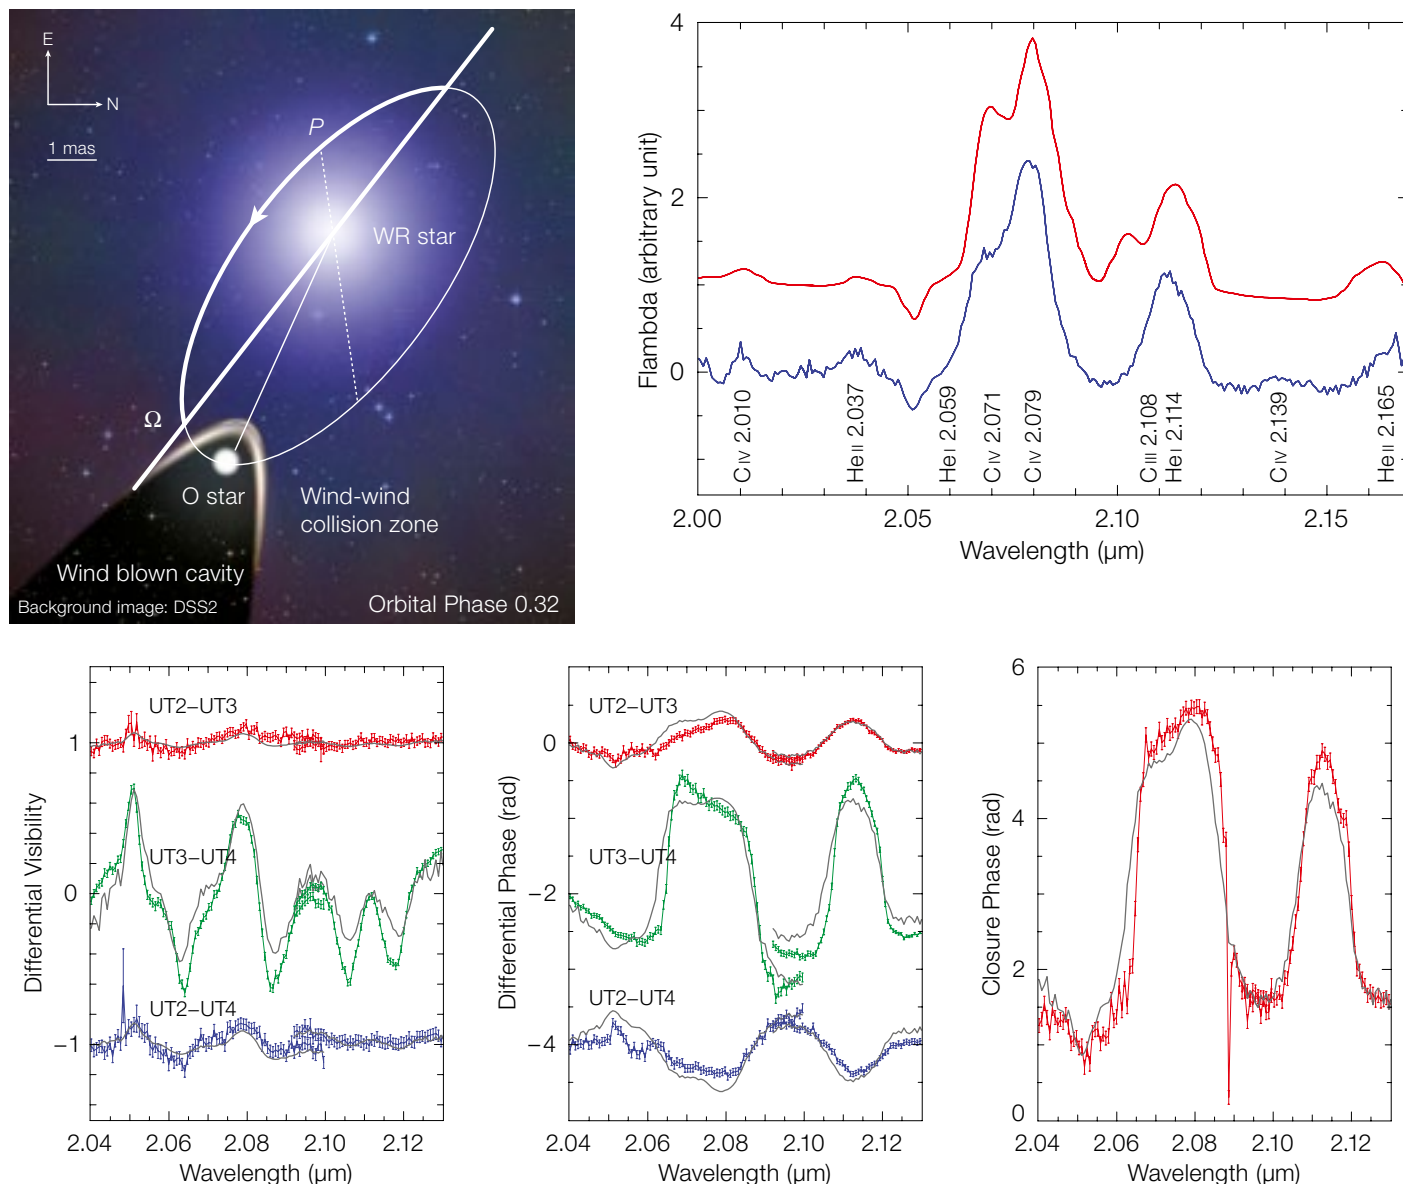 E
N
1 mas
P
WR star
Ω
O star
Wind-wind
collision zone
Wind blown cavity
Background image: DSS2
Orbital Phase 0.32
4
2
0
Flambda (arbitrary unit)
C IV 2.010
He II 2.037
He I 2.059
C IV 2.071
C IV 2.079
C III 2.108
He I 2.114
C IV 2.139
He II 2.165
2.00
2.05
2.10
2.15
Wavelength (µm)
UT2–UT3
1
UT3–UT4
0
UT2–UT4
−1
Differential Visibility
2.04
2.06
2.08
2.10
2.12
Wavelength (µm)
UT2–UT3
0
UT3–UT4
−2
UT2–UT4
−4
Differential Phase (rad)
2.04
2.06
2.08
2.10
2.12
Wavelength (µm)
6
4
2
0
Closure Phase (rad)
2.04
2.06
2.08
2.10
2.12
Wavelength (µm)